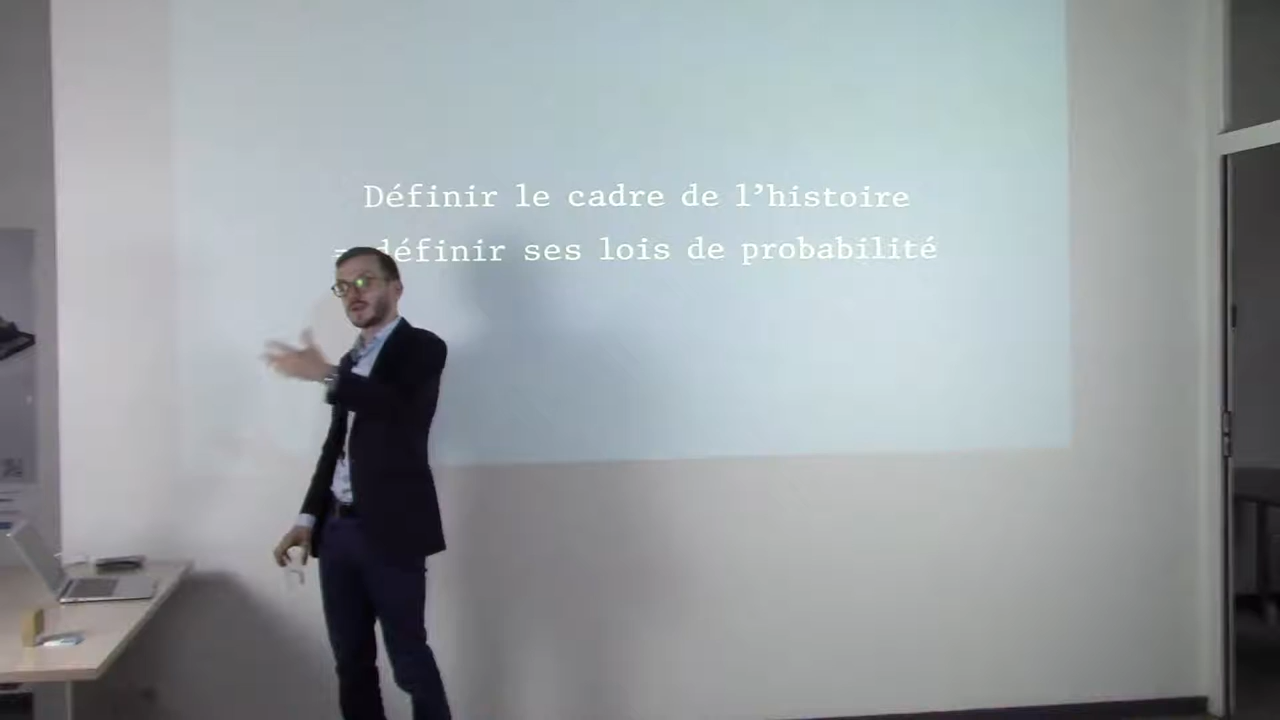 Définir le cadre de l’histoire
définir ses lois de probabilité